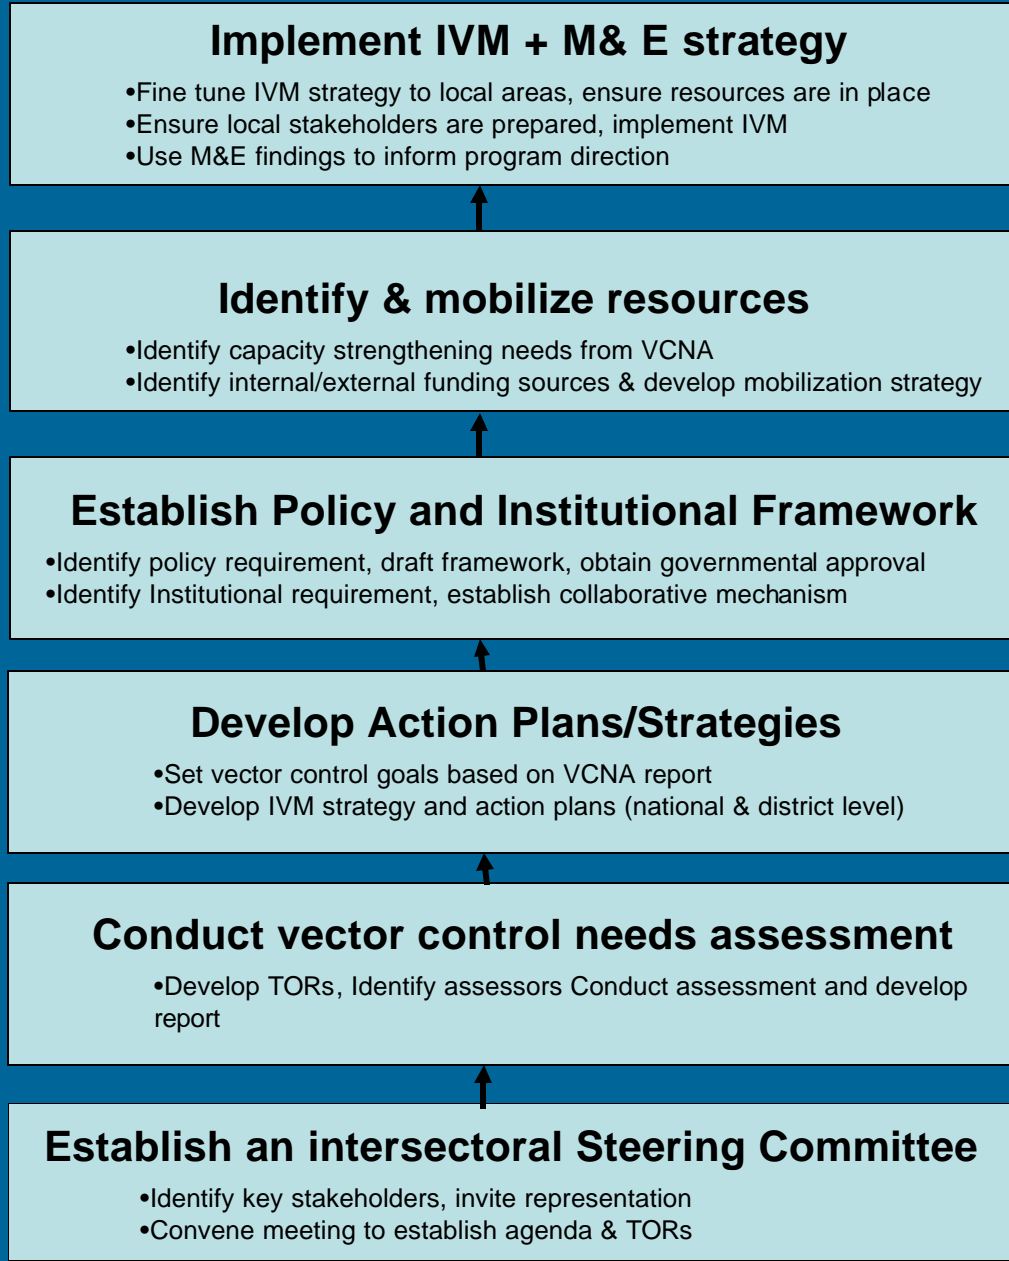 Implement IVM + M& E strategy
•Fine tune IVM strategy to local areas, ensure resources are in place
•Ensure local stakeholders are prepared, implement IVM
•Use M&E findings to inform program direction
Identify & mobilize resources
•Identify capacity strengthening needs from VCNA
•Identify internal/external funding sources & develop mobilization strategy
Establish Policy and Institutional Framework
•Identify policy requirement, draft framework, obtain governmental approval
•Identify Institutional requirement, establish collaborative mechanism
Develop Action Plans/Strategies
•Set vector control goals based on VCNA report
•Develop IVM strategy and action plans (national & district level)
Conduct vector control needs assessment
•Develop TORs, Identify assessors Conduct assessment and develop
report
Establish an intersectoral Steering Committee
•Identify key stakeholders, invite representation
•Convene meeting to establish agenda & TORs